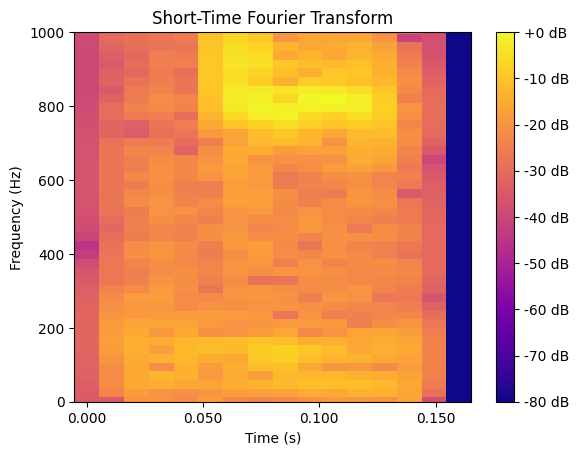 Short-Time Fourier Transform
Frequency (Hz)
1000
800
600
400
200
0
0.000
0.050
0.100
0.150
Time (s)
+0 dB
-10 dB
-20 dB
-30 dB
-40 dB
-50 dB
-60 dB
-70 dB
-80 dB